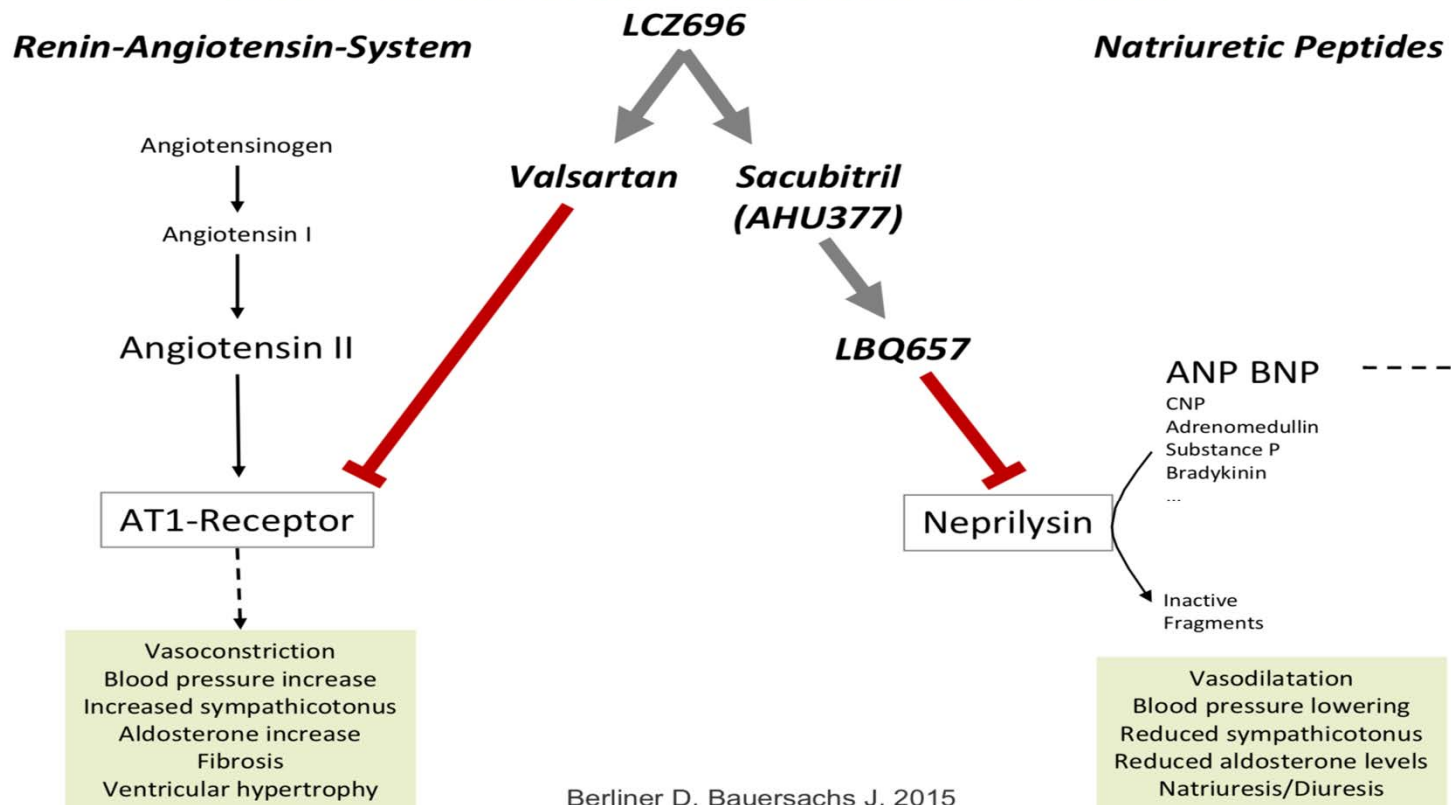 LCZ696
Renin-Angiotensin-System
Natriuretic Peptides
Angiotensinogen
Valsartan
Sacubitril
(AHU377)
Angiotensin I
Angiotensin II
LBQ657
ANP BNP
CNP
Adrenomedullin
Substance P
Bradykinin
...
AT1-Receptor
Neprilysin
Inactive
Fragments
Vasoconstriction
Blood pressure increase
Increased sympathicotonus
Aldosterone increase
Fibrosis
Ventricular hypertrophy
Vasodilatation
Blood pressure lowering
Reduced sympathicotonus
Reduced aldosterone levels
Natriuresis/Diuresis
Berliner D, Bauersachs J, 2015